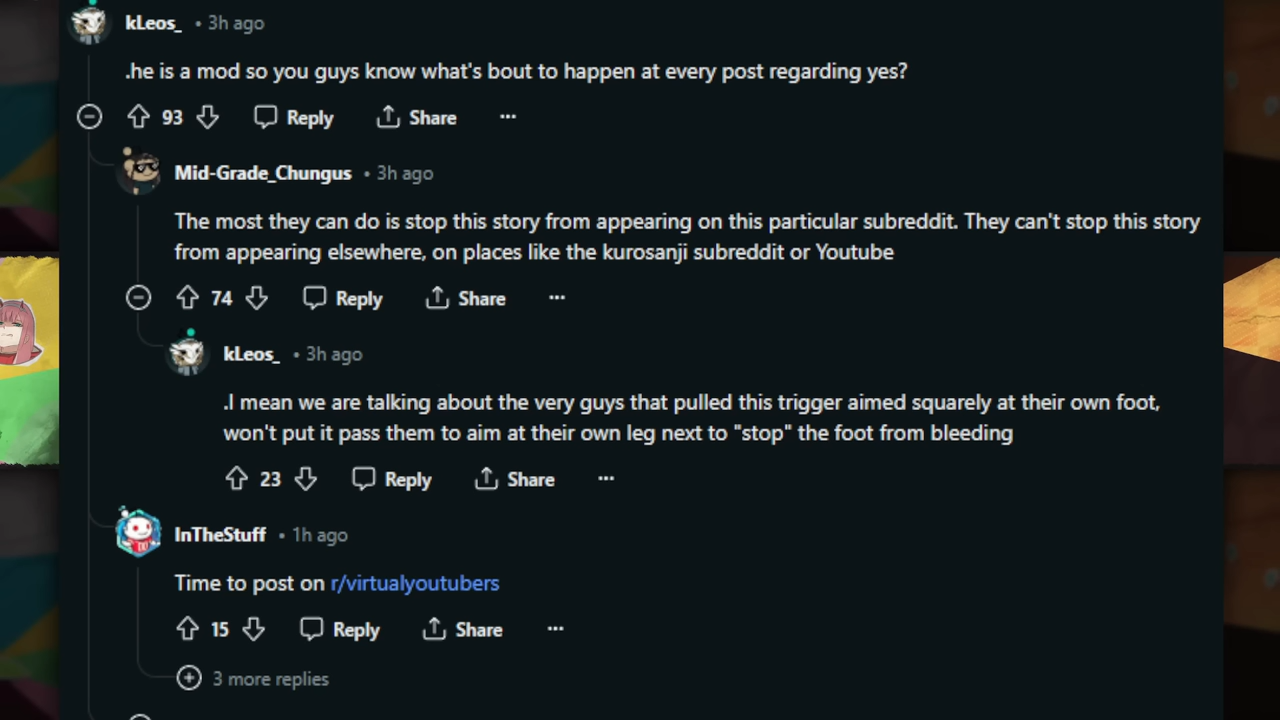 kLeos_ • 3h ago
.he is a mod so you guys know what's bout to happen at every post regarding yes?
93 Reply Share ...
Mid-Grade_Chungus • 3h ago
The most they can do is stop this story from appearing on this particular subreddit. They can't stop this story
from appearing elsewhere, on places like the kurosanji subreddit or Youtube
74 Reply Share ...
kLeos_ • 3h ago
.I mean we are talking about the very guys that pulled this trigger aimed squarely at their own foot,
won't put it pass them to aim at their own leg next to "stop" the foot from bleeding
23 Reply Share ...
InTheStuff • 1h ago
Time to post on r/virtualyoutubers
15 Reply Share ...
3 more replies